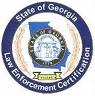 State of Georgia
Law Enforcement Certification